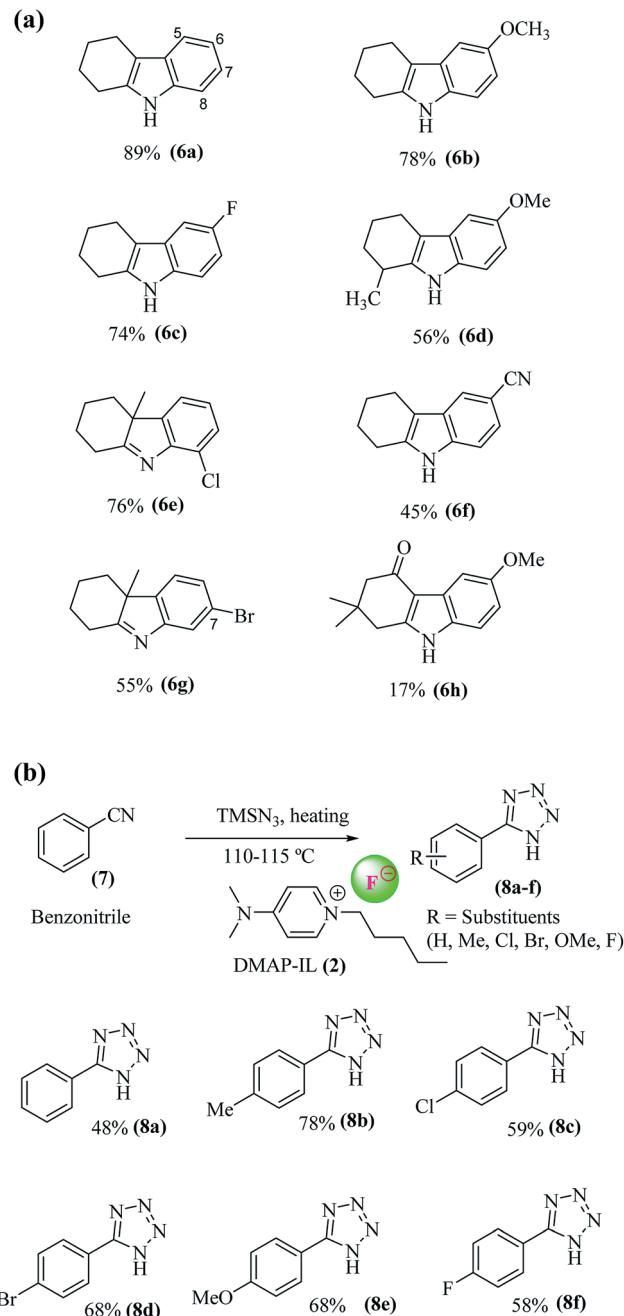 (a)
5
6
7
8
N
H
89% (6a)
OCH3
N
H
78% (6b)
F
N
H
74% (6c)
OMe
H3C
N
H
56% (6d)
N
Cl
76% (6e)
CN
N
H
45% (6f)
Br
7
N
55% (6g)
O
OMe
N
H
17% (6h)
(b)
CN
(7)
Benzonitrile
TMSN3, heating
110-115 ºC
F−
N
N+
DMAP-IL (2)
N N
N
N
H
R
(8a-f)
R = Substituents
(H, Me, Cl, Br, OMe, F)
N N
N
N
H
48% (8a)
N N
N
N
H
Me
78% (8b)
N N
N
N
H
Cl
59% (8c)
N N
N
N
H
Br
68% (8d)
N N
N
N
H
MeO
68% (8e)
N N
N
N
H
F
58% (8f)